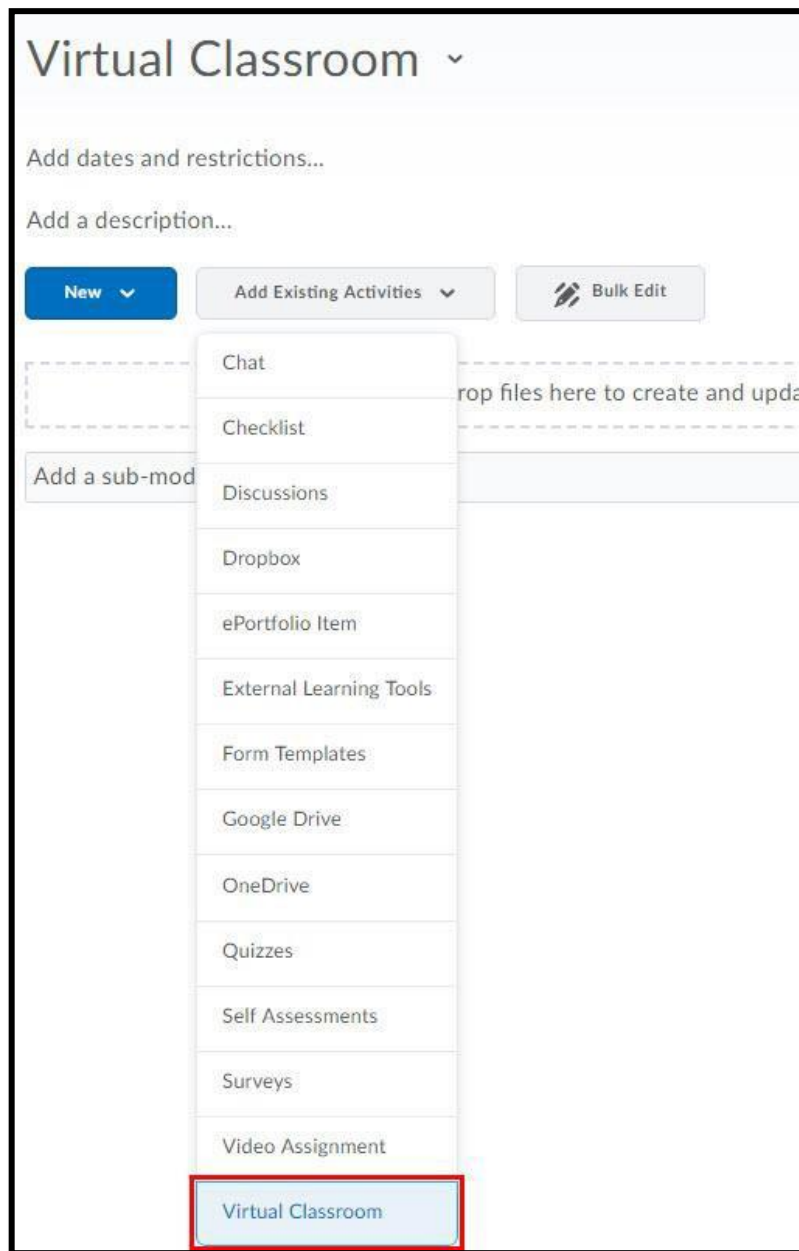 Virtual Classroom
Add dates and restrictions...
Add a description...
New
Add Existing Activities
Bulk Edit
Chat
rop files here to create and upda
Checklist
Add a sub-mod
Discussions
Dropbox
ePortfolio Item
External Learning Tools
Form Templates
Google Drive
OneDrive
Quizzes
Self Assessments
Surveys
Video Assignment
Virtual Classroom